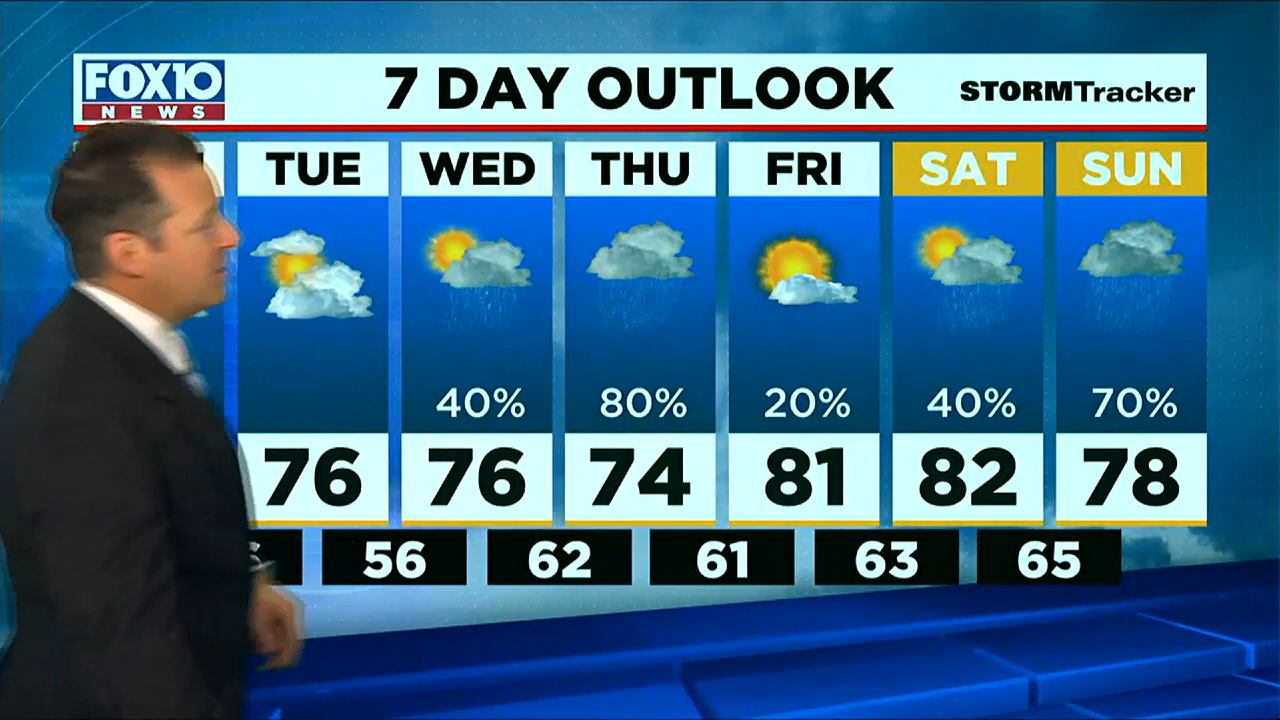 FOX10
NEWS
7 DAY OUTLOOK
STORMTracker
TUE WED THU FRI SAT SUN
40% 80% 20% 40% 70%
76 76 74 81 82 78
56 62 61 63 65